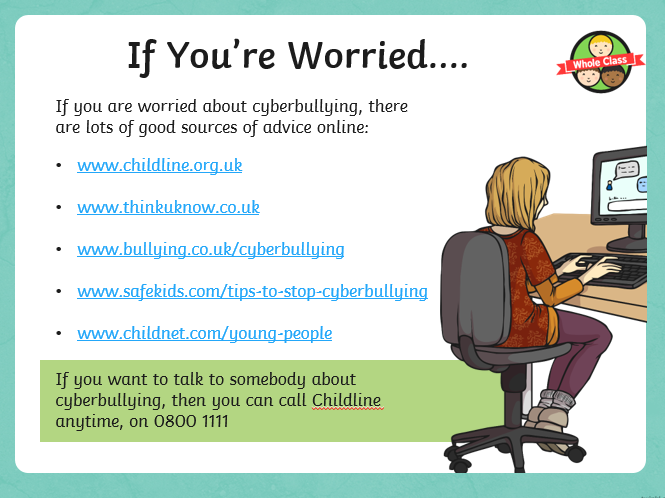 If You're Worried....
Whole Class
If you are worried about cyberbullying, there
are lots of good sources of advice online:
• www.childline.org.uk
• www.thinkuknow.co.uk
• www.bullying.co.uk/cyberbullying
• www.safekids.com/tips-to-stop-cyberbullying
• www.childnet.com/young-people
If you want to talk to somebody about
cyberbullying, then you can call Childline
anytime, on 0800 1111